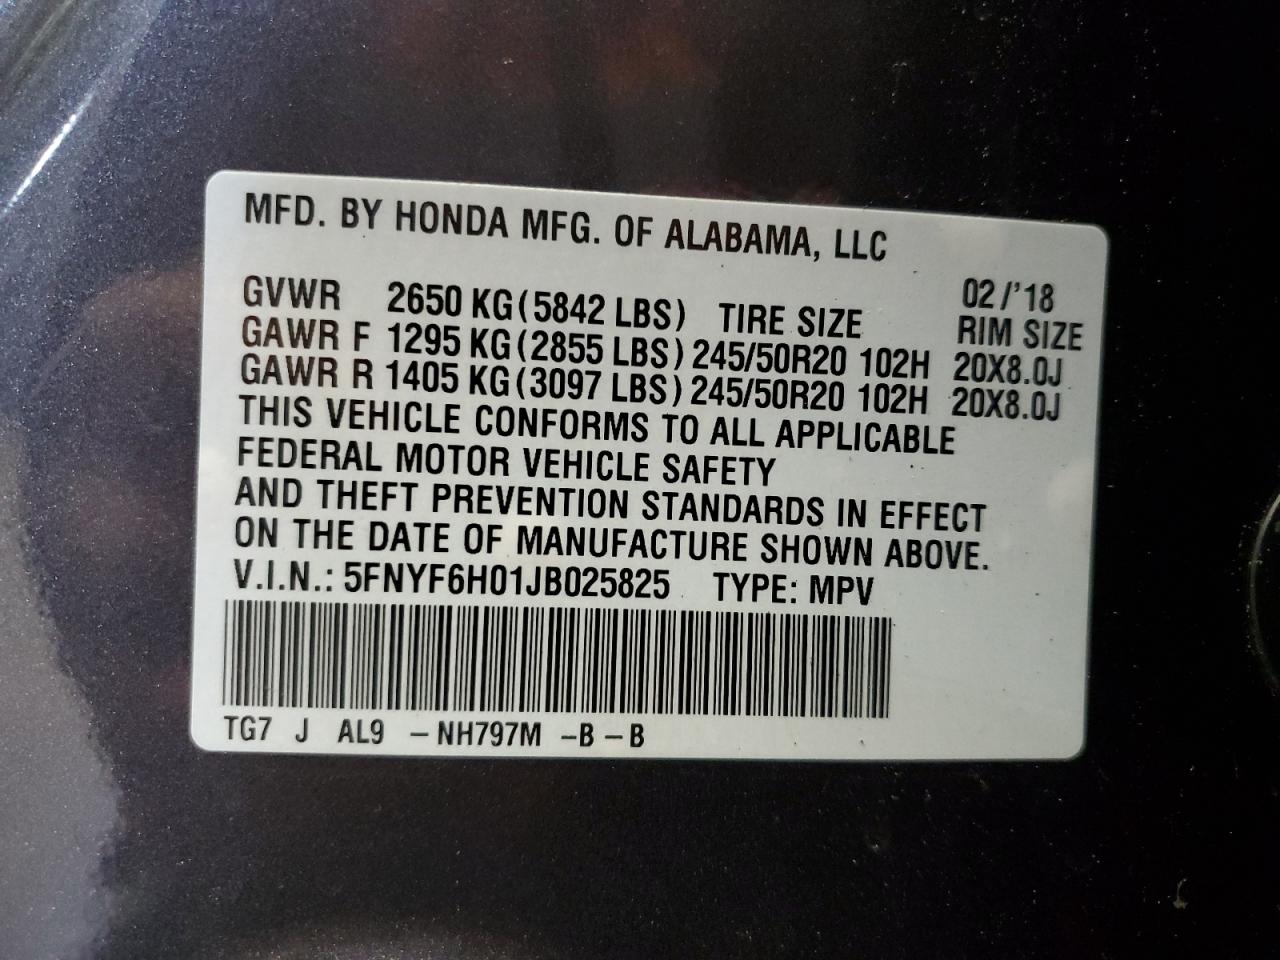 MFD. BY HONDA MFG. OF ALABAMA, LLC
02/'18
GVWR 2650 KG(5842 LBS) TIRE SIZE RIM SIZE
GAWR F 1295 KG(2855 LBS) 245/50R20 102H 20X8.0J
GAWR R 1405 KG(3097 LBS) 245/50R20 102H 20X8.0J
THIS VEHICLE CONFORMS TO ALL APPLICABLE
FEDERAL MOTOR VEHICLE SAFETY
AND THEFT PREVENTION STANDARDS IN EFFECT
ON THE DATE OF MANUFACTURE SHOWN ABOVE.
V.I.N.: 5FNYF6H01JB025825 TYPE: MPV
TG7 J AL9 -NH797M -B-B